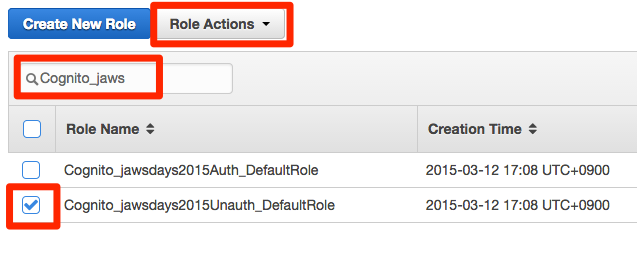 Create New Role Role Actions
Cognito_jaws
Role Name Creation Time
Cognito_jawsdays2015Auth_DefaultRole 2015-03-12 17:08 UTC+0900
Cognito_jawsdays2015Unauth_DefaultRole 2015-03-12 17:08 UTC+0900